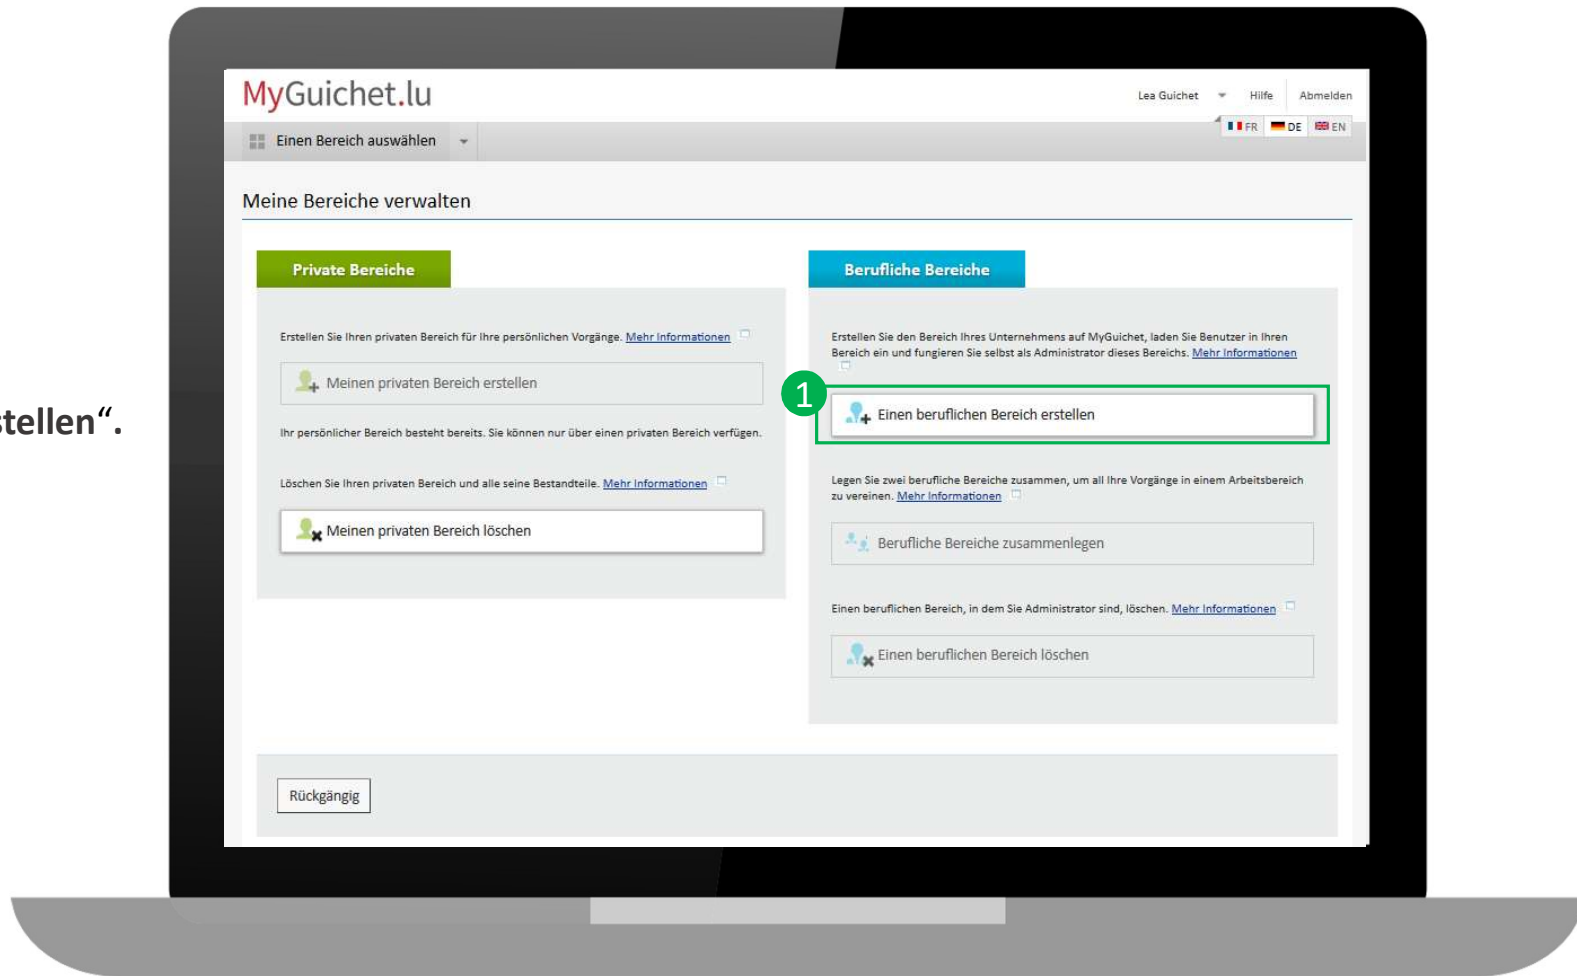 MyGuichet.lu
Lea Guichet Hilfe Abmelden
FR DE EN
Einen Bereich auswählen
Meine Bereiche verwalten
Private Bereiche
Erstellen Sie Ihren privaten Bereich für Ihre persönlichen Vorgänge. Mehr Informationen
Meinen privaten Bereich erstellen
Ihr persönlicher Bereich besteht bereits. Sie können nur über einen privaten Bereich verfügen.
Löschen Sie Ihren privaten Bereich und alle seine Bestandteile. Mehr Informationen
Meinen privaten Bereich löschen
Berufliche Bereiche
Erstellen Sie den Bereich Ihres Unternehmens auf MyGuichet, laden Sie Benutzer in Ihren
Bereich ein und fungieren Sie selbst als Administrator dieses Bereichs. Mehr Informationen
1
Einen beruflichen Bereich erstellen
Legen Sie zwei berufliche Bereiche zusammen, um all Ihre Vorgänge in einem Arbeitsbereich
zu vereinen. Mehr Informationen
Berufliche Bereiche zusammenlegen
Einen beruflichen Bereich, in dem Sie Administrator sind, löschen. Mehr Informationen
Einen beruflichen Bereich löschen
Rückgängig
stellen“.